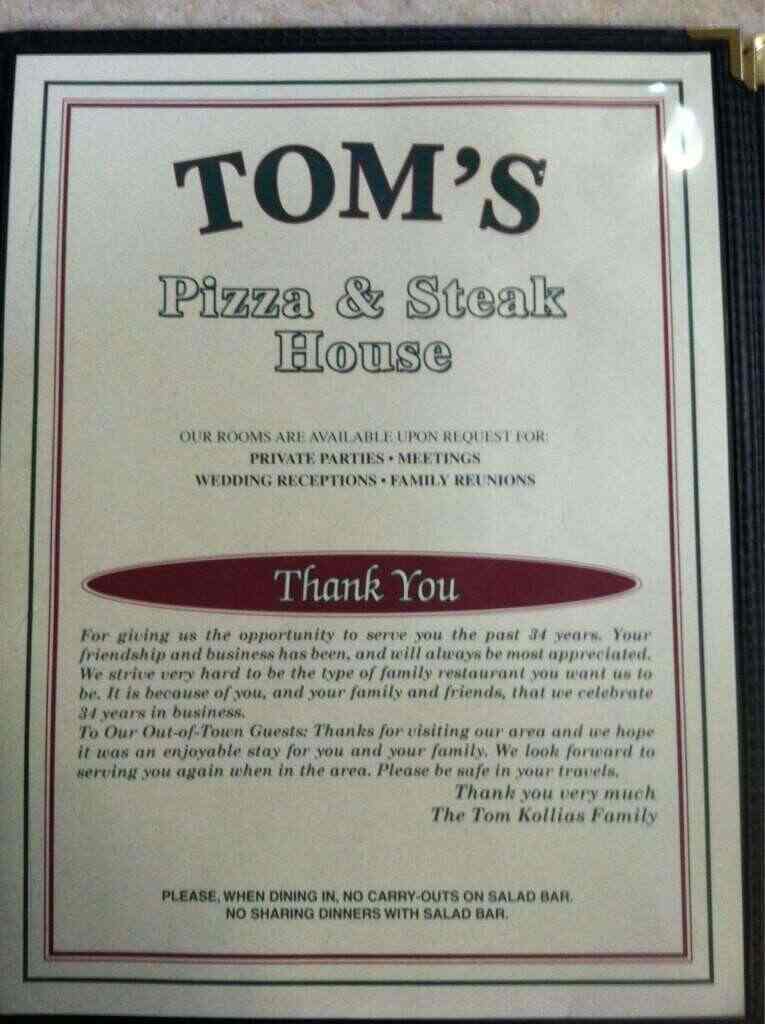 TOM'S
Pizza & Steak
House
OUR ROOMS ARE AVAILABLE UPON REQUEST FOR:
PRIVATE PARTIES • MEETINGS
WEDDING RECEPTIONS • FAMILY REUNIONS
Thank You
For giving us the opportunity to serve you the past 34 years. Your
friendship and business has been, and will always be most appreciated.
We strive very hard to be the type of family restaurant you want us to
be. It is because of you, and your family and friends, that we celebrate
34 years in business.
To Our Out-of-Town Guests: Thanks for visiting our area and we hope
it was an enjoyable stay for you and your family. We look forward to
serving you again when in the area. Please be safe in your travels.
Thank you very much
The Tom Kollias Family
PLEASE, WHEN DINING IN, NO CARRY-OUTS ON SALAD BAR.
NO SHARING DINNERS WITH SALAD BAR.